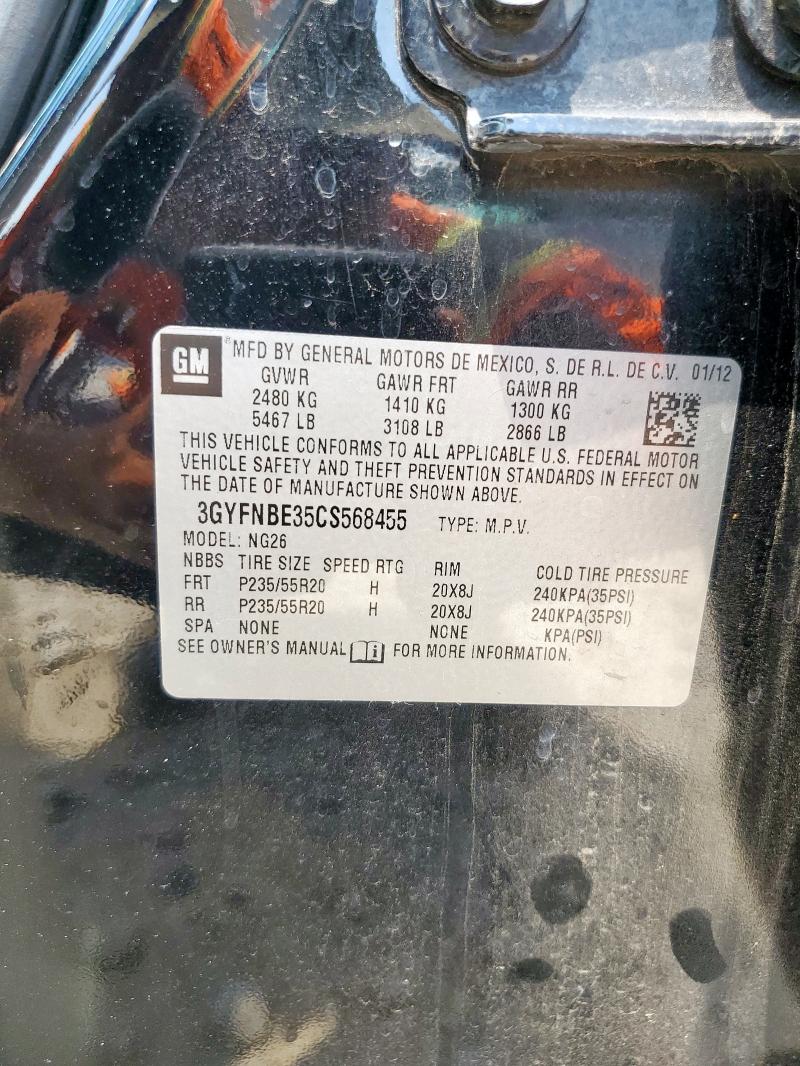 GM
®MFD BY GENERAL MOTORS DE MEXICO, S. DE R.L. DE C.V. 01/12
GVWR GAWR FRT GAWR RR
2480 KG 1410 KG 1300 KG
5467 LB 3108 LB 2866 LB
THIS VEHICLE CONFORMS TO ALL APPLICABLE U.S. FEDERAL MOTOR
VEHICLE SAFETY AND THEFT PREVENTION STANDARDS IN EFFECT ON
THE DATE OF MANUFACTURE SHOWN ABOVE.
3GYFNBE35CS568455 TYPE: M.P.V.
MODEL: NG26
NBBS TIRE SIZE SPEED RTG RIM COLD TIRE PRESSURE
FRT P235/55R20 H 20X8J 240KPA(35PSI)
RR P235/55R20 H 20X8J 240KPA(35PSI)
SPA NONE NONE KPA(PSI)
SEE OWNER'S MANUAL i FOR MORE INFORMATION.